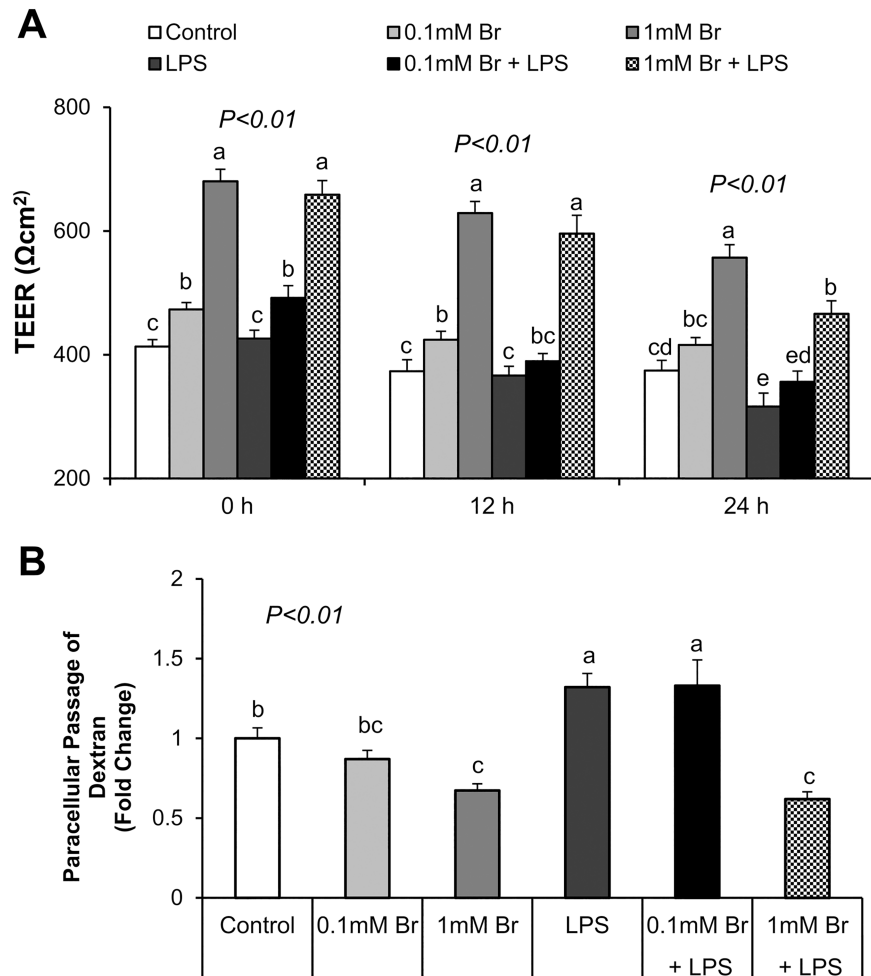 A
Control 0.1mM Br 1mM Br
LPS 0.1mM Br + LPS 1mM Br + LPS
TEER (Ωcm²)
800
600
400
200
P<0.01
P<0.01
P<0.01
c b a c b a
c b a c bc a
cd bc a e ed b
0 h 12 h 24 h
B
Paracellular Passage of
Dextran
(Fold Change)
2
1.5
1
0.5
0
P<0.01
b bc c a a c
Control 0.1mM Br 1mM Br LPS 0.1mM Br 1mM Br
+ LPS + LPS